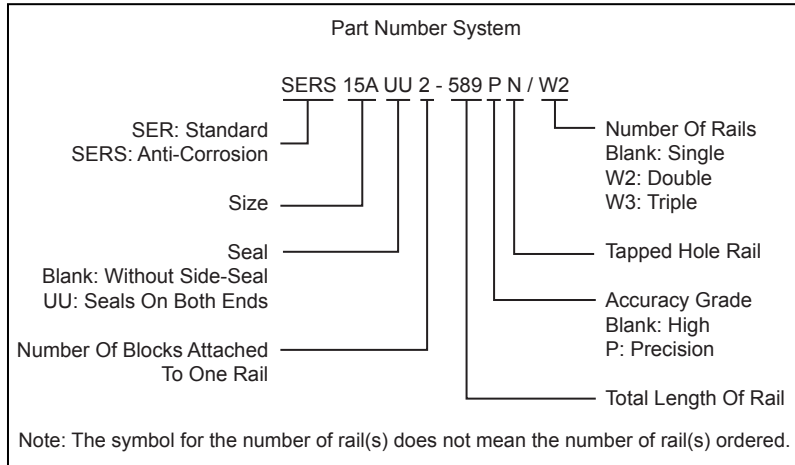 Part Number System
SERS 15A UU 2 - 589 P N / W2
SER: Standard
SERS: Anti-Corrosion
Size
Seal
Blank: Without Side-Seal
UU: Seals On Both Ends
Number Of Blocks Attached
To One Rail
Number Of Rails
Blank: Single
W2: Double
W3: Triple
Tapped Hole Rail
Accuracy Grade
Blank: High
P: Precision
Total Length Of Rail
Note: The symbol for the number of rail(s) does not mean the number of rail(s) ordered.